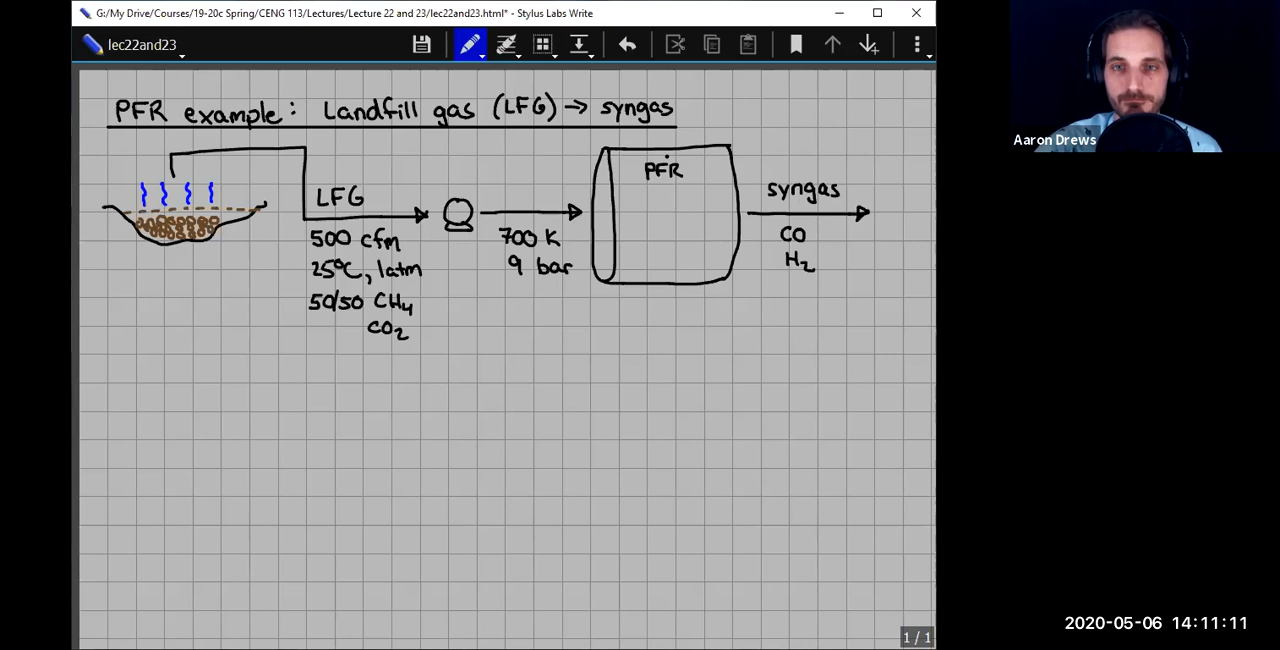 G:/My Drive/Courses/19-20c Spring/CENG 113/Lectures/Lecture 22 and 23/lec22and23.html* - Stylus Labs Write
lec22and23
Aaron Drews
PFR example: Landfill gas (LFG) → syngas
PFR
LFG
syngas
500 cfm
700 K
CO
25°C, 1atm
9 bar
H2
50/50 CH4
CO2
2020-05-06 14:11:11
1 / 1